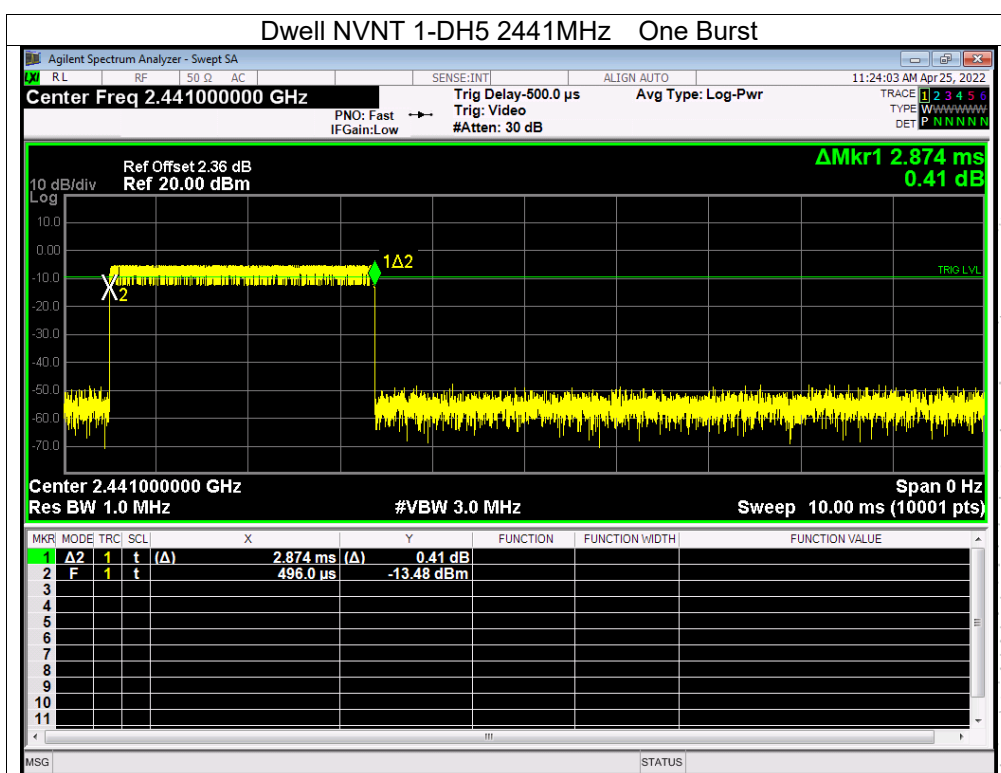 Dwell NVNT 1-DH5 2441MHz One Burst
Agilent Spectrum Analyzer - Swept SA
LXI RL RF 50 Ω AC SENSE:INT ALIGN AUTO 11:24:03 AM Apr 25, 2022
Center Freq 2.441000000 GHz Trig Delay-500.0 µs Avg Type: Log-Pwr TRACE 1 2 3 4 5 6
PNO: Fast Trig: Video TYPE WWWWWW
IFGain:Low #Atten: 30 dB DET P N N N N N
ΔMkr1 2.874 ms
Ref Offset 2.36 dB
10 dB/div Ref 20.00 dBm 0.41 dB
Log
10.0
0.00
1Δ2
-10.0 TRIG LVL
2
-20.0
-30.0
-40.0
-50.0
-60.0
-70.0
Center 2.441000000 GHz Span 0 Hz
Res BW 1.0 MHz #VBW 3.0 MHz Sweep 10.00 ms (10001 pts)
MKR MODE TRC SCL X Y FUNCTION FUNCTION WIDTH FUNCTION VALUE
1 Δ2 1 t (Δ) 2.874 ms (Δ) 0.41 dB
2 F 1 t 496.0 µs -13.48 dBm
3
4
5
6
7
8
9
10
11
MSG STATUS